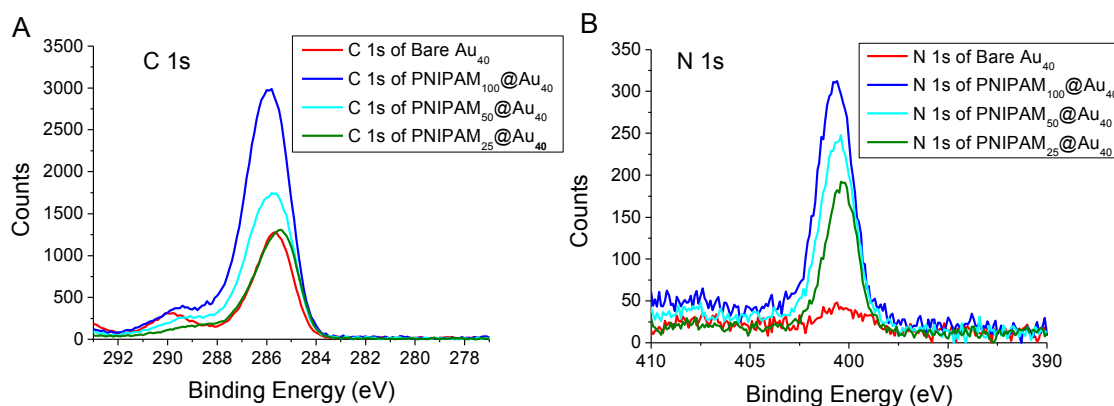 A
C 1s
C 1s of Bare Au40
C 1s of PNIPAM100@Au40
C 1s of PNIPAM50@Au40
C 1s of PNIPAM25@Au40
3500
3000
2500
2000
1500
1000
500
0
Counts
292 290 288 286 284 282 280 278
Binding Energy (eV)
B
N 1s
N 1s of Bare Au40
N 1s of PNIPAM100@Au40
N 1s of PNIPAM50@Au40
N 1s of PNIPAM25@Au40
350
300
250
200
150
100
50
0
Counts
410 405 400 395 390
Binding Energy (eV)